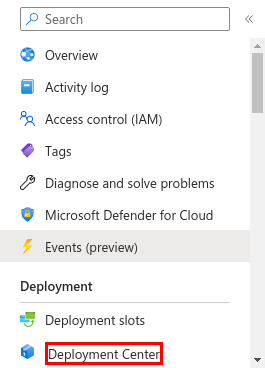 Search
Overview
Activity log
Access control (IAM)
Tags
Diagnose and solve problems
Microsoft Defender for Cloud
Events (preview)
Deployment
Deployment slots
Deployment Center